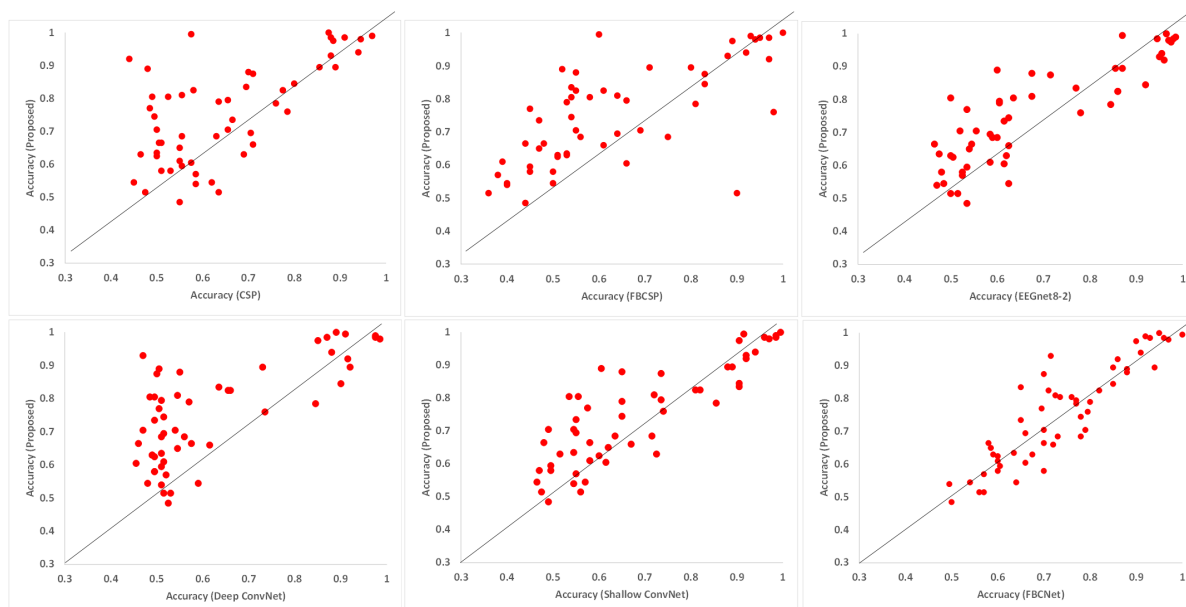 Accuracy (Proposed)
1
0.9
0.8
0.7
0.6
0.5
0.4
0.3
0.3 0.4 0.5 0.6 0.7 0.8 0.9 1
Accuracy (CSP)
Accuracy (Proposed)
1
0.9
0.8
0.7
0.6
0.5
0.4
0.3
0.3 0.4 0.5 0.6 0.7 0.8 0.9 1
Accuracy (FBCSP)
Accuracy (Proposed)
1
0.9
0.8
0.7
0.6
0.5
0.4
0.3
0.3 0.4 0.5 0.6 0.7 0.8 0.9 1
Accuracy (EEGnet8-2)
Accuracy (Proposed)
1
0.9
0.8
0.7
0.6
0.5
0.4
0.3
0.3 0.4 0.5 0.6 0.7 0.8 0.9 1
Accuracy (Deep ConvNet)
Accuracy (Proposed)
1
0.9
0.8
0.7
0.6
0.5
0.4
0.3
0.3 0.4 0.5 0.6 0.7 0.8 0.9 1
Accuracy (Shallow ConvNet)
Accuracy (Proposed)
1
0.9
0.8
0.7
0.6
0.5
0.4
0.3
0.3 0.4 0.5 0.6 0.7 0.8 0.9 1
Accruacy (FBCNet)